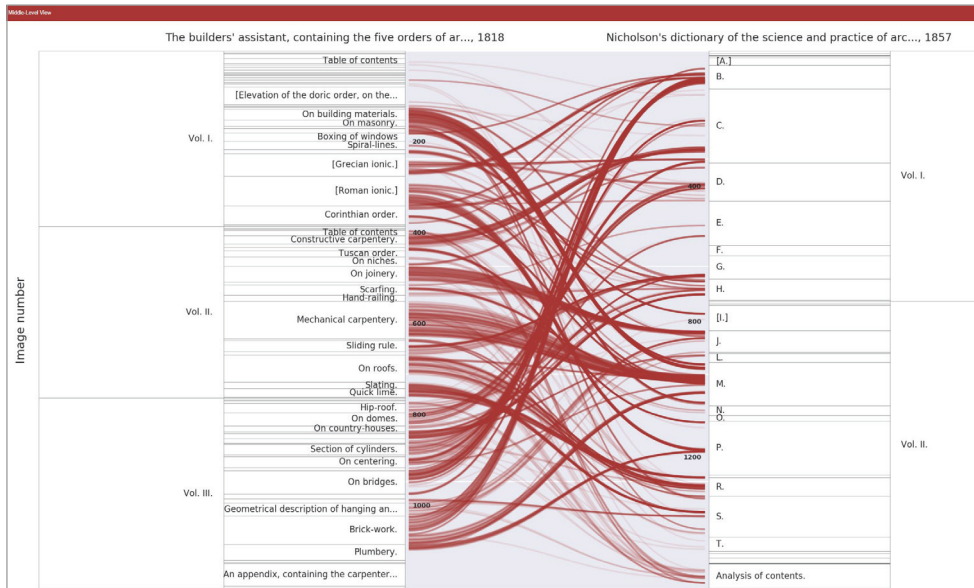 Middle-Level View
The builders' assistant, containing the five orders of ar..., 1818
Nicholson's dictionary of the science and practice of arc..., 1857
Image number
Vol. I.
Vol. II.
Vol. III.
Table of contents
[Elevation of the doric order, on the...
On building materials.
On masonry.
Boxing of windows
Spiral-lines.
[Grecian ionic.]
[Roman ionic.]
Corinthian order.
Table of contents
Constructive carpentry.
Tuscan order.
On niches.
On joinery.
Scarfing.
Hand-railing.
Mechanical carpentry.
Sliding rule.
On roofs.
Slating.
Quick lime.
Hip-roof.
On domes.
On country-houses.
Section of cylinders.
On centering.
On bridges.
Geometrical description of hanging an...
Brick-work.
Plumbery.
An appendix, containing the carpenter...
200
400
600
800
1000
400
800
1200
[A.]
B.
C.
D.
E.
F.
G.
H.
[I.]
J.
L.
M.
N.
O.
P.
R.
S.
T.
Analysis of contents.
Vol. I.
Vol. II.